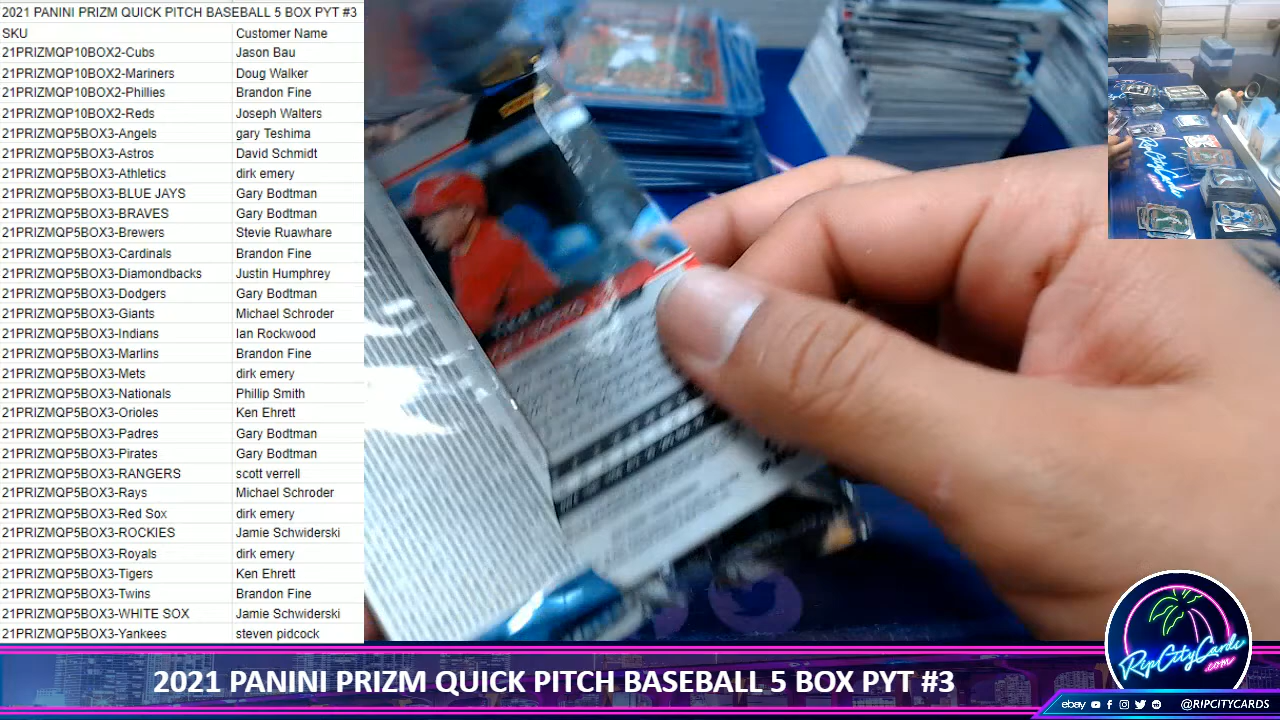 2021 PANINI PRIZM QUICK PITCH BASEBALL 5 BOX PYT #3
SKU Customer Name
21PRIZMQP10BOX2-Cubs Jason Bau
21PRIZMQP10BOX2-Mariners Doug Walker
21PRIZMQP10BOX2-Phillies Brandon Fine
21PRIZMQP10BOX2-Reds Joseph Walters
21PRIZMQP5BOX3-Angels gary Teshima
21PRIZMQP5BOX3-Astros David Schmidt
21PRIZMQP5BOX3-Athletics dirk emery
21PRIZMQP5BOX3-BLUE JAYS Gary Bodtman
21PRIZMQP5BOX3-BRAVES Gary Bodtman
21PRIZMQP5BOX3-Brewers Stevie Ruawhare
21PRIZMQP5BOX3-Cardinals Brandon Fine
21PRIZMQP5BOX3-Diamondbacks Justin Humphrey
21PRIZMQP5BOX3-Dodgers Gary Bodtman
21PRIZMQP5BOX3-Giants Michael Schroder
21PRIZMQP5BOX3-Indians Ian Rockwood
21PRIZMQP5BOX3-Marlins Brandon Fine
21PRIZMQP5BOX3-Mets dirk emery
21PRIZMQP5BOX3-Nationals Phillip Smith
21PRIZMQP5BOX3-Orioles Ken Ehrett
21PRIZMQP5BOX3-Padres Gary Bodtman
21PRIZMQP5BOX3-Pirates Gary Bodtman
21PRIZMQP5BOX3-RANGERS scott verrell
21PRIZMQP5BOX3-Rays Michael Schroder
21PRIZMQP5BOX3-Red Sox dirk emery
21PRIZMQP5BOX3-ROCKIES Jamie Schwiderski
21PRIZMQP5BOX3-Royals dirk emery
21PRIZMQP5BOX3-Tigers Ken Ehrett
21PRIZMQP5BOX3-Twins Brandon Fine
21PRIZMQP5BOX3-WHITE SOX Jamie Schwiderski
21PRIZMQP5BOX3-Yankees steven pidcock
RipCity
2021 PANINI PRIZM QUICK PITCH BASEBALL 5 BOX PYT #3
RipCityCards
.com
ebay @RIPCITYCARDS